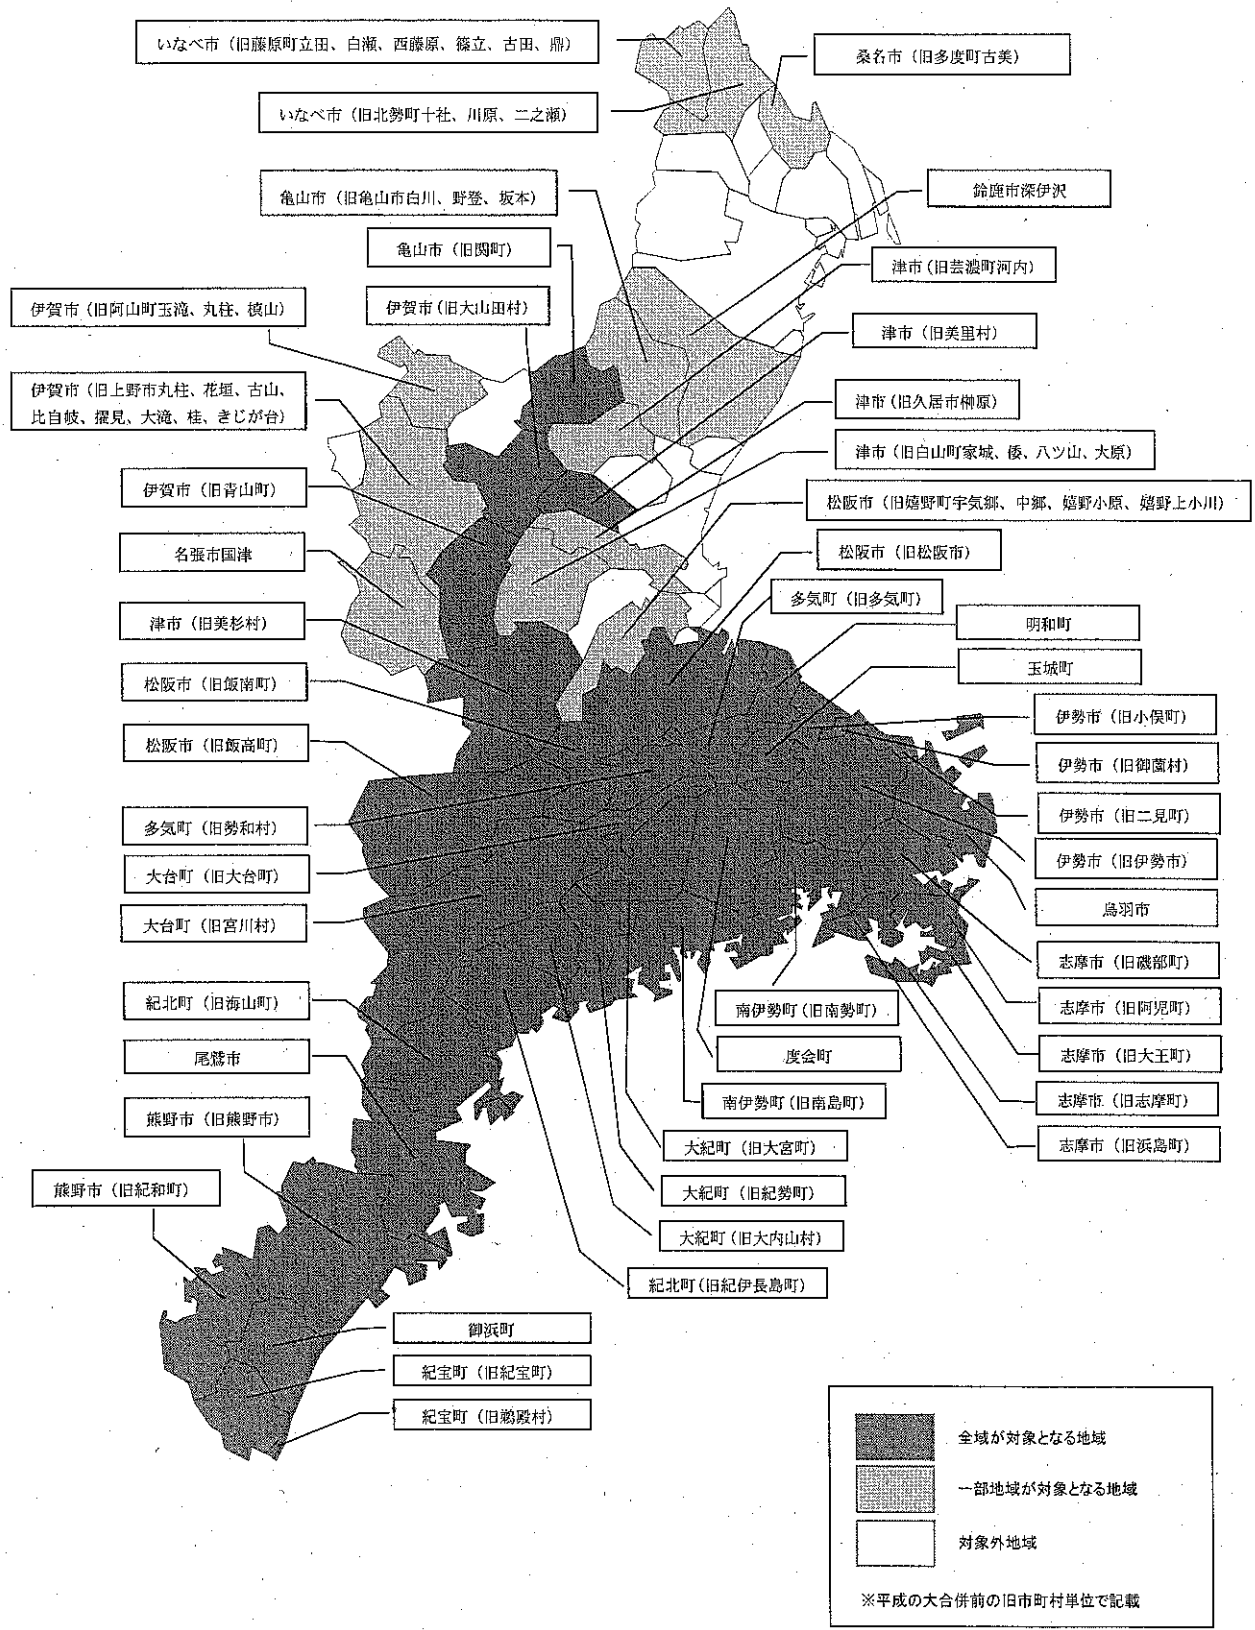 いなべ市（旧藤原町立田、白瀬、西藤原、篠立、古田、鼎）
桑名市（旧多度町古美）
いなべ市（旧北勢町十社、川原、二之瀬）
亀山市（旧亀山市白川、野登、坂本）
鈴鹿市深伊沢
亀山市（旧関町）
津市（旧芸濃町河内）
伊賀市（旧阿山町玉滝、丸柱、槙山）
伊賀市（旧大山田村）
津市（旧美里村）
伊賀市（旧上野市丸柱、花垣、古山、
比自岐、擢見、大滝、桂、きじが台）
津市（旧久居市榊原）
津市（旧白山町家城、倭、八ツ山、大原）
伊賀市（旧青山町）
松阪市（旧嬉野町宇気郷、中郷、嬉野小原、嬉野上小川）
名張市国津
松阪市（旧松阪市）
多気町（旧多気町）
津市（旧美杉村）
明和町
玉城町
松阪市（旧飯南町）
伊勢市（旧小俣町）
松阪市（旧飯高町）
伊勢市（旧御薗村）
多気町（旧勢和村）
伊勢市（旧二見町）
大台町（旧大台町）
伊勢市（旧伊勢市）
大台町（旧宮川村）
鳥羽市
志摩市（旧磯部町）
紀北町（旧海山町）
南伊勢町（旧南勢町）
志摩市（旧阿児町）
尾鷲市
度会町
志摩市（旧大王町）
熊野市（旧熊野市）
南伊勢町（旧南島町）
志摩市（旧志摩町）
大紀町（旧大宮町）
志摩市（旧浜島町）
熊野市（旧紀和町）
大紀町（旧紀勢町）
大紀町（旧大内山村）
紀北町（旧紀伊長島町）
御浜町
紀宝町（旧紀宝町）
紀宝町（旧鵜殿村）
全域が対象となる地域
一部地域が対象となる地域
対象外地域
※平成の大合併前の旧市町村単位で記載